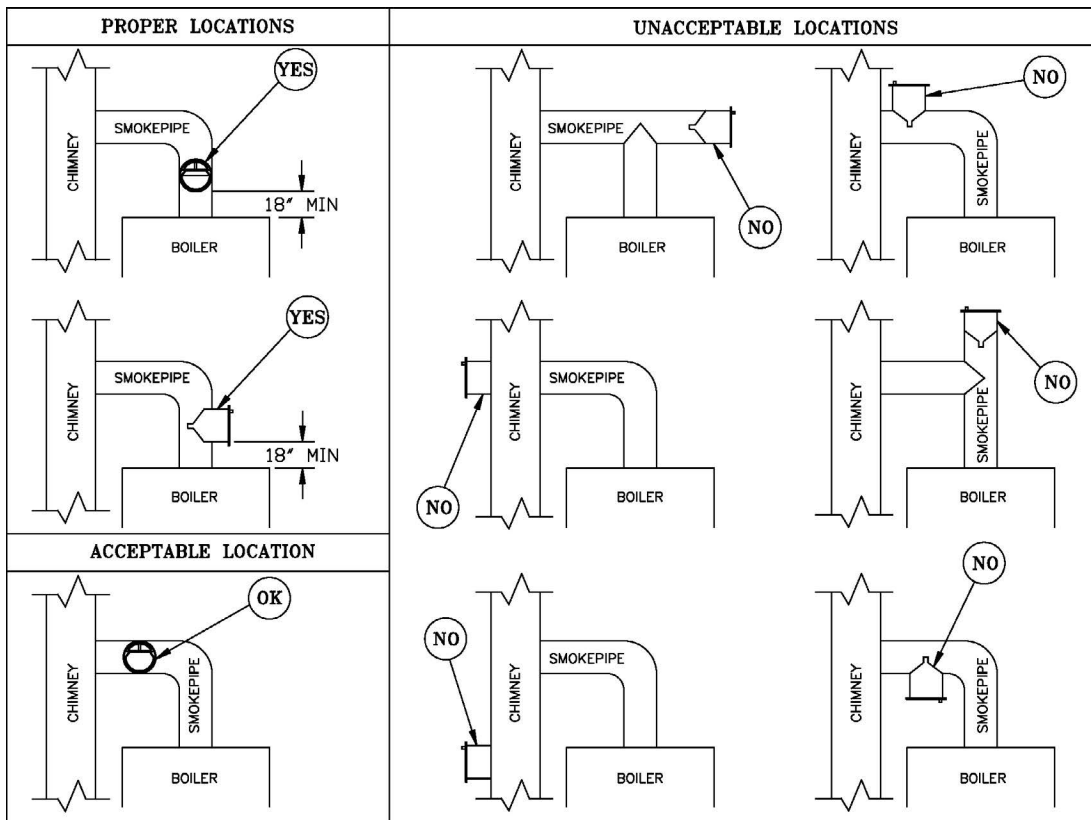 PROPER LOCATIONS
CHIMNEY
SMOKEPIPE
YES
18" MIN
BOILER
CHIMNEY
SMOKEPIPE
YES
18" MIN
BOILER
ACCEPTABLE LOCATION
CHIMNEY
SMOKEPIPE
OK
BOILER
UNACCEPTABLE LOCATIONS
CHIMNEY
SMOKEPIPE
NO
BOILER
CHIMNEY
SMOKEPIPE
NO
BOILER
CHIMNEY
SMOKEPIPE
NO
BOILER
CHIMNEY
SMOKEPIPE
NO
BOILER
CHIMNEY
SMOKEPIPE
NO
BOILER
CHIMNEY
SMOKEPIPE
NO
BOILER